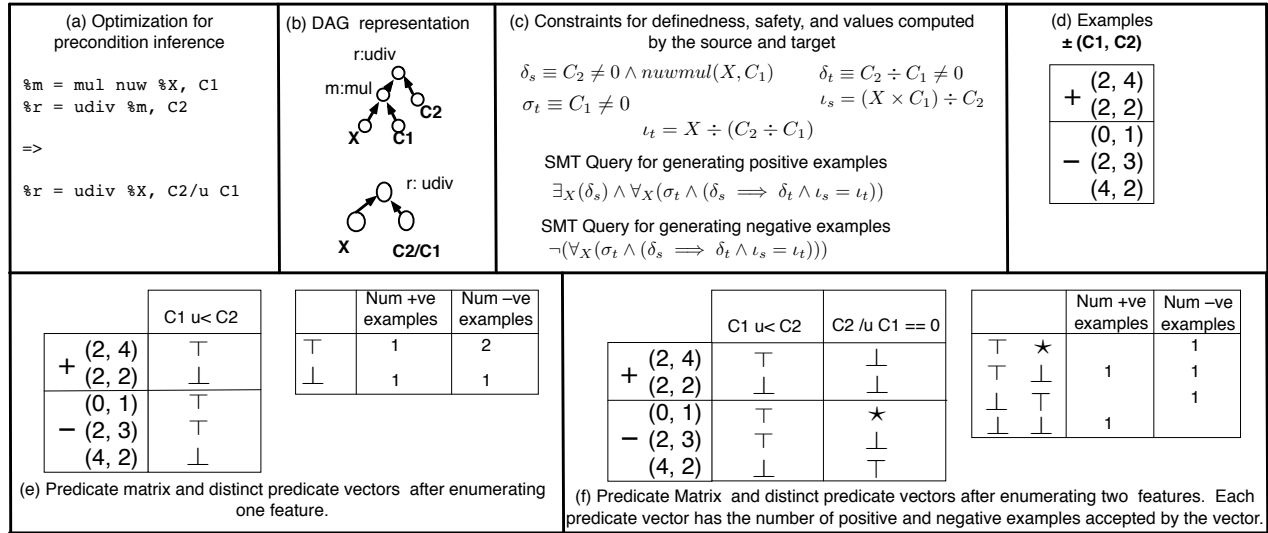 (a) Optimization for
precondition inference
%m = mul nuw %X, C1
%r = udiv %m, C2
=>
%r = udiv %X, C2/u C1
(b) DAG representation
r:udiv
m:mul
C2
X C1
r: udiv
X C2/C1
(c) Constraints for definedness, safety, and values computed
by the source and target
δs ≡ C2 ≠ 0 ∧ nuwmul(X, C1) δt ≡ C2 ÷ C1 ≠ 0
σt ≡ C1 ≠ 0 ιs = (X × C1) ÷ C2
ιt = X ÷ (C2 ÷ C1)
SMT Query for generating positive examples
∃X(δs) ∧ ∀X(σt ∧ (δs ⟹ δt ∧ ιs = ιt))
SMT Query for generating negative examples
¬(∀X(σt ∧ (δs ⟹ δt ∧ ιs = ιt)))
(d) Examples
± (C1, C2)
+ (2, 4)
(2, 2)
(0, 1)
− (2, 3)
(4, 2)
C1 u< C2
+ (2, 4) ⊤
(2, 2) ⊥
(0, 1) ⊤
− (2, 3) ⊤
(4, 2) ⊥
Num +ve Num –ve
examples examples
⊤ 1 2
⊥ 1 1
(e) Predicate matrix and distinct predicate vectors after enumerating
one feature.
C1 u< C2 C2 /u C1 == 0
+ (2, 4) ⊤ ⊥
(2, 2) ⊥ ⊥
(0, 1) ⊤ ⋆
− (2, 3) ⊤ ⊥
(4, 2) ⊥ ⊤
Num +ve Num –ve
examples examples
⊤ ⋆ 1
⊤ ⊥ 1 1
⊥ ⊤ 1
⊥ ⊥ 1
(f) Predicate Matrix and distinct predicate vectors after enumerating two features. Each
predicate vector has the number of positive and negative examples accepted by the vector.